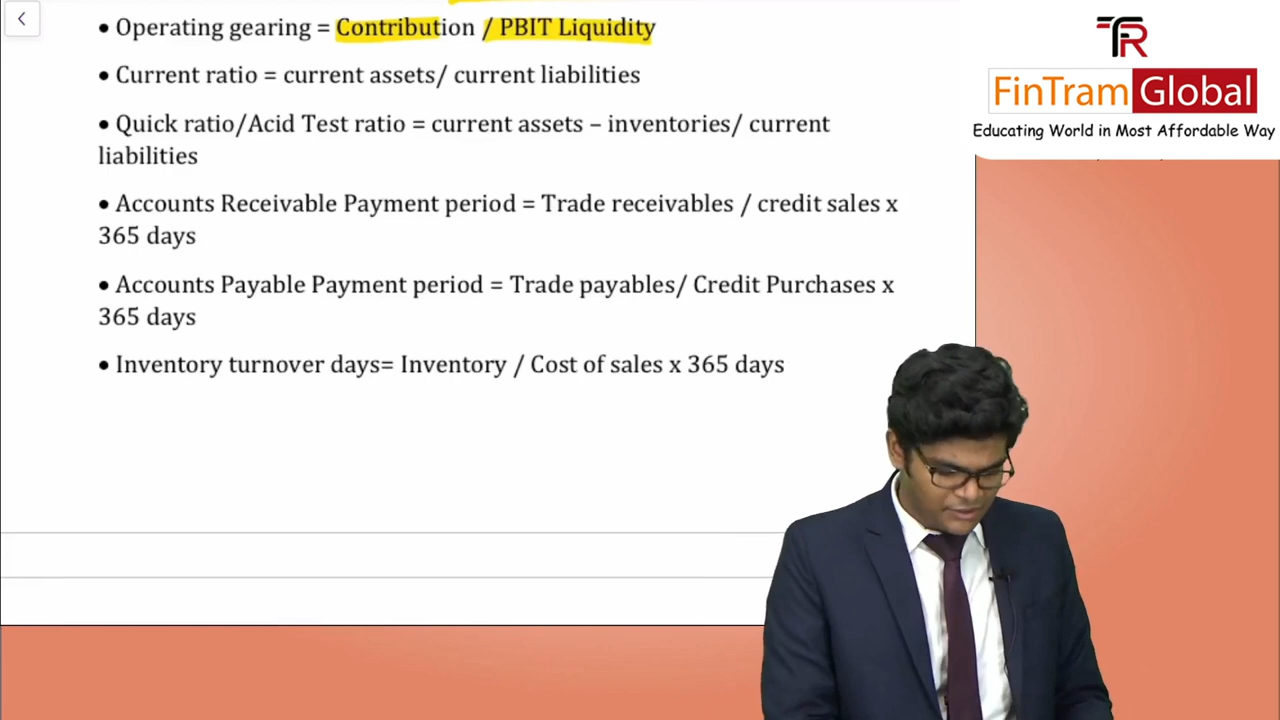 • Operating gearing = Contribution / PBIT Liquidity
• Current ratio = current assets/ current liabilities
• Quick ratio/Acid Test ratio = current assets – inventories/ current
liabilities
• Accounts Receivable Payment period = Trade receivables / credit sales x
365 days
• Accounts Payable Payment period = Trade payables/ Credit Purchases x
365 days
• Inventory turnover days= Inventory / Cost of sales x 365 days
TFR
FinTram Global
Educating World in Most Affordable Way